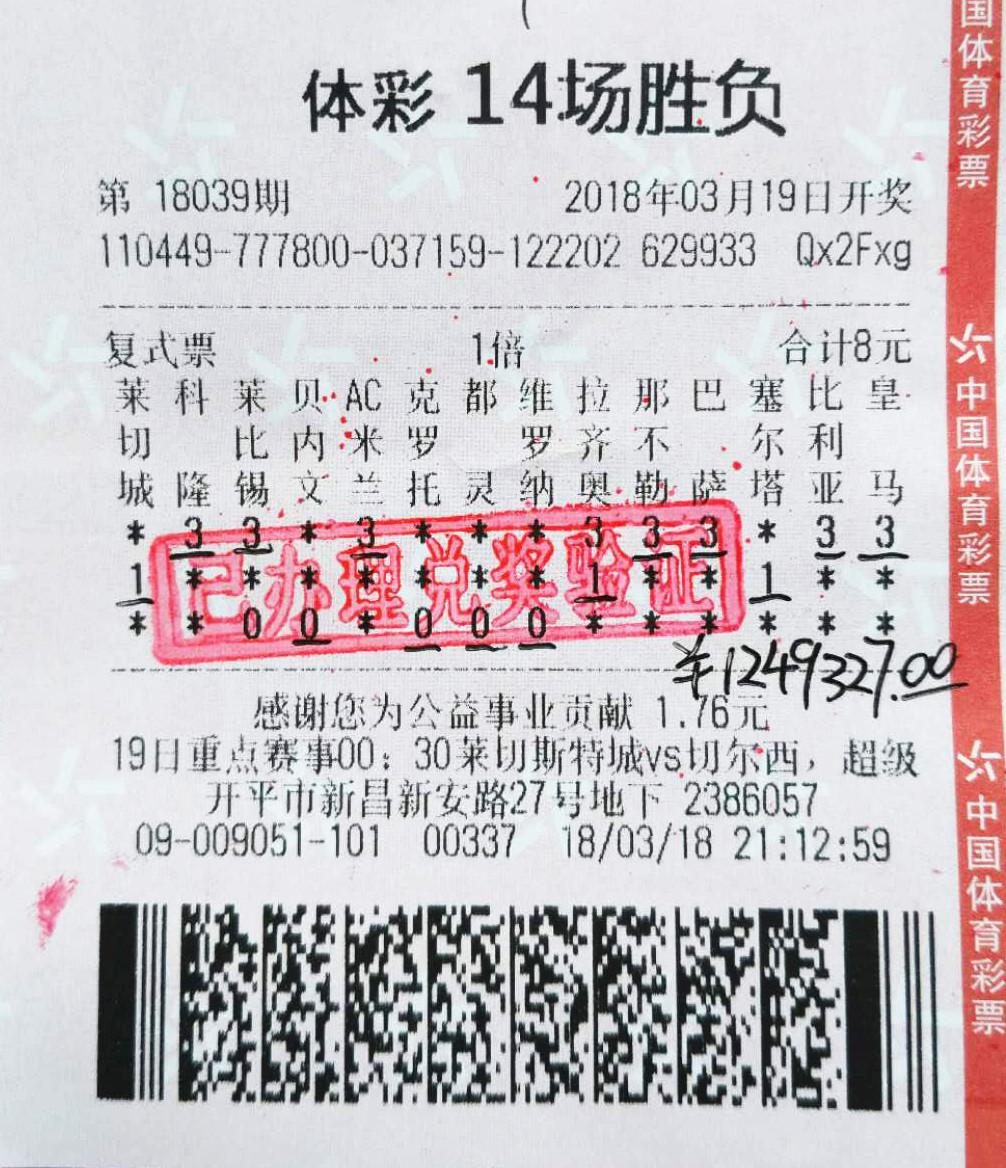 体彩 14场胜负
第 18039期 2018年03月19日开奖
110449-777800-037159-122202 629933 Qx2Fxg
复式票 1倍 合计8元
莱 科 莱 贝 AC 克 都 维 拉 那 巴 塞 比 皇
切 比 内 米 罗 罗 齐 不 尔 利
城 隆 锡 文 兰 托 灵 纳 奥 勒 萨 塔 亚 马
* 3 3 * 3 * * * 3 3 3 * 3 3
1 * * * * * * * 1 * * 1 * *
* * 0 0 * 0 0 0 * * * * * *
已办理兑奖验证
¥1249327.00
感谢您为公益事业贡献 1.76元
19日重点赛事00:30莱切斯特城vs切尔西,超级
开平市新昌新安路27号地下 2386057
09-009051-101 00337 18/03/18 21:12:59
国体育彩票
中国体育彩票
中国体育彩票